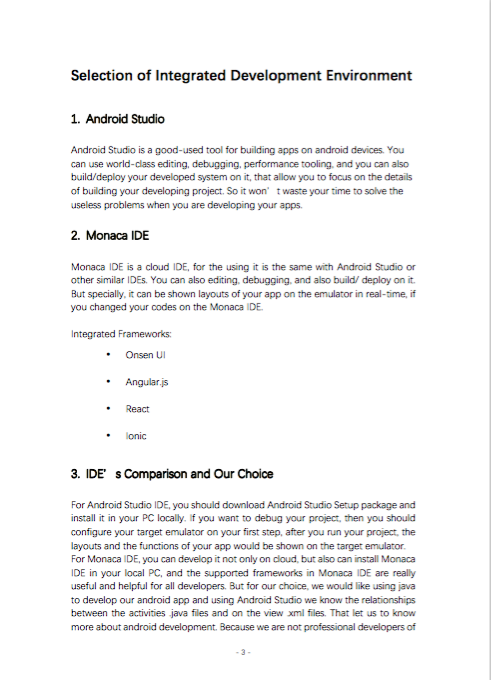 Selection of Integrated Development Environment
1. Android Studio
Android Studio is a good-used tool for building apps on android devices. You
can use world-class editing, debugging, performance tooling, and you can also
build/deploy your developed system on it, that allow you to focus on the details
of building your developing project. So it won' t waste your time to solve the
useless problems when you are developing your apps.
2. Monaca IDE
Monaca IDE is a cloud IDE, for the using it is the same with Android Studio or
other similar IDEs. You can also editing, debugging, and also build/ deploy on it.
But specially, it can be shown layouts of your app on the emulator in real-time, if
you changed your codes on the Monaca IDE.
Integrated Frameworks:
• Onsen UI
• Angular.js
• React
• Ionic
3. IDE' s Comparison and Our Choice
For Android Studio IDE, you should download Android Studio Setup package and
install it in your PC locally. If you want to debug your project, then you should
configure your target emulator on your first step, after you run your project, the
layouts and the functions of your app would be shown on the target emulator.
For Monaca IDE, you can develop it not only on cloud, but also can install Monaca
IDE in your local PC, and the supported frameworks in Monaca IDE are really
useful and helpful for all developers. But for our choice, we would like using java
to develop our android app and using Android Studio we know the relationships
between the activities .java files and on the view .xml files. That let us to know
more about android development. Because we are not professional developers of
- 3 -